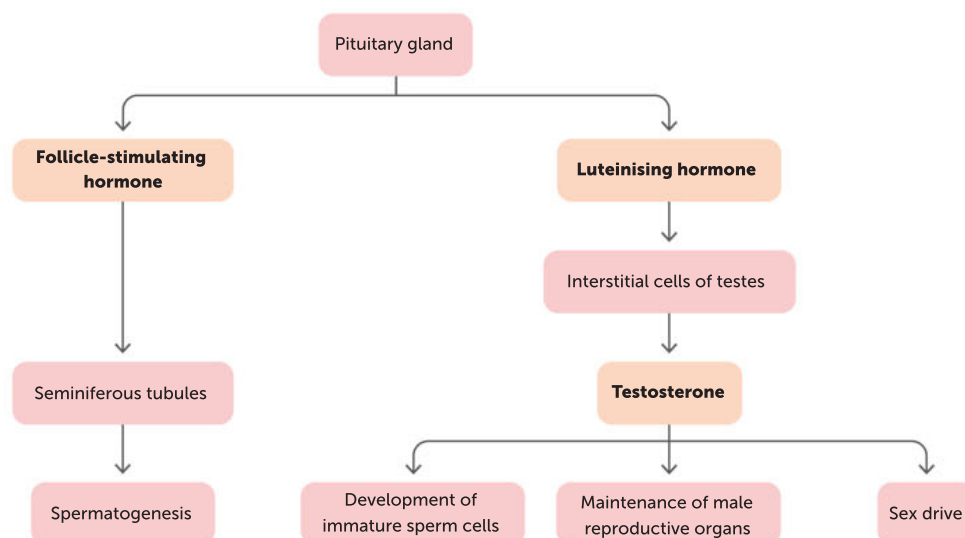 Pituitary gland
Follicle-stimulating
hormone
Luteinising hormone
Interstitial cells of testes
Seminiferous tubules
Testosterone
Spermatogenesis
Development of
immature sperm cells
Maintenance of male
reproductive organs
Sex drive